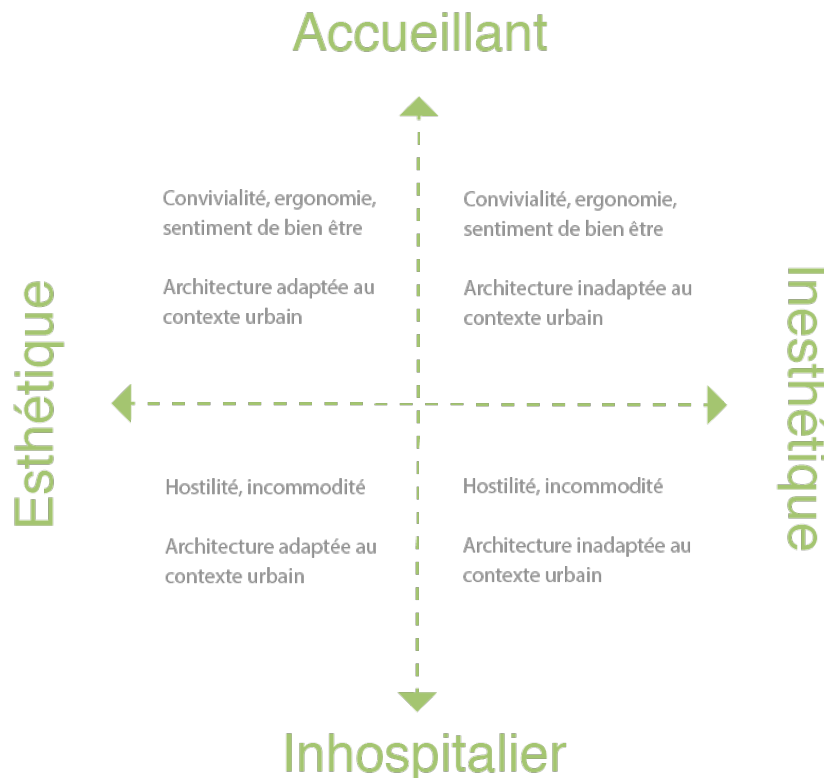 Accueillant
Convivialité, ergonomie,
sentiment de bien être
Architecture adaptée au
contexte urbain
Convivialité, ergonomie,
sentiment de bien être
Architecture inadaptée au
contexte urbain
Esthétique
Inesthétique
Hostilité, incommodité
Architecture adaptée au
contexte urbain
Hostilité, incommodité
Architecture inadaptée au
contexte urbain
Inhospitalier